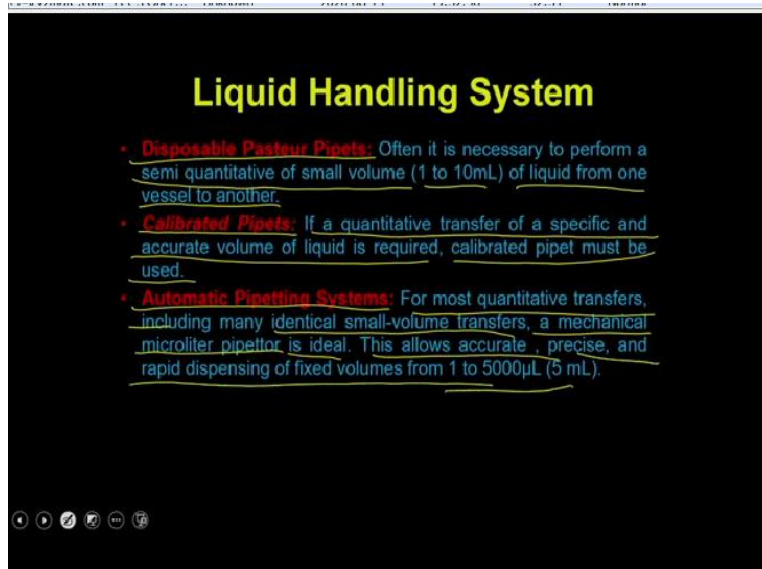 Liquid Handling System
• Disposable Pasteur Pipets: Often it is necessary to perform a
semi quantitative of small volume (1 to 10mL) of liquid from one
vessel to another.
• Calibrated Pipets: If a quantitative transfer of a specific and
accurate volume of liquid is required, calibrated pipet must be
used.
• Automatic Pipetting Systems: For most quantitative transfers,
including many identical small-volume transfers, a mechanical
microliter pipettor is ideal. This allows accurate , precise, and
rapid dispensing of fixed volumes from 1 to 5000µL (5 mL).